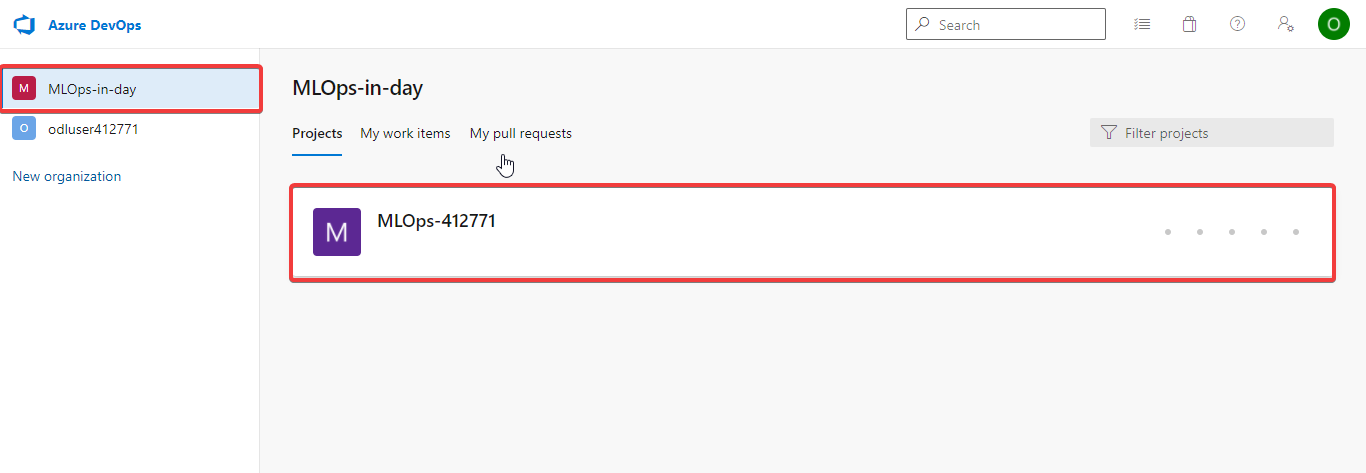 Azure DevOps
Search
O
M MLOps-in-day
O odluser412771
New organization
MLOps-in-day
Projects My work items My pull requests
Filter projects
M MLOps-412771